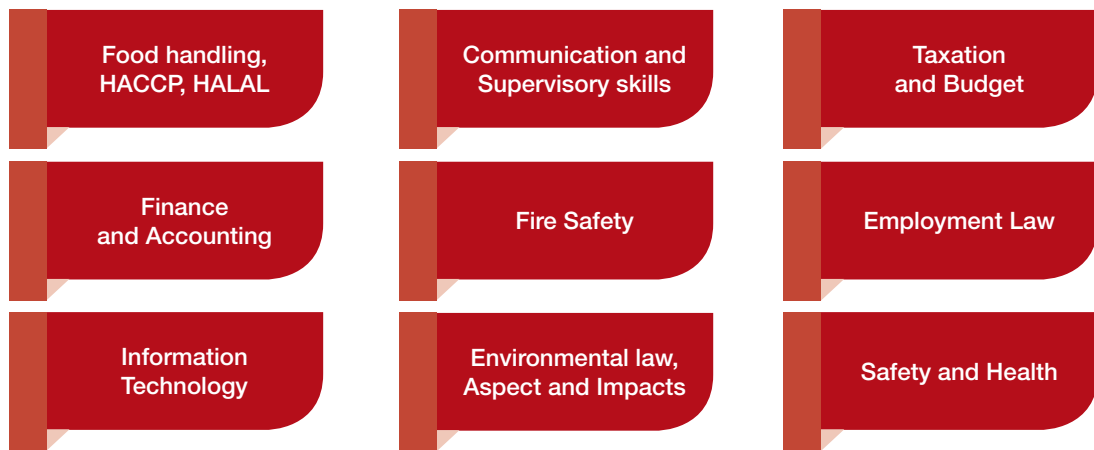 Food handling,
HACCP, HALAL
Communication and
Supervisory skills
Taxation
and Budget
Finance
and Accounting
Fire Safety
Employment Law
Information
Technology
Environmental law,
Aspect and Impacts
Safety and Health